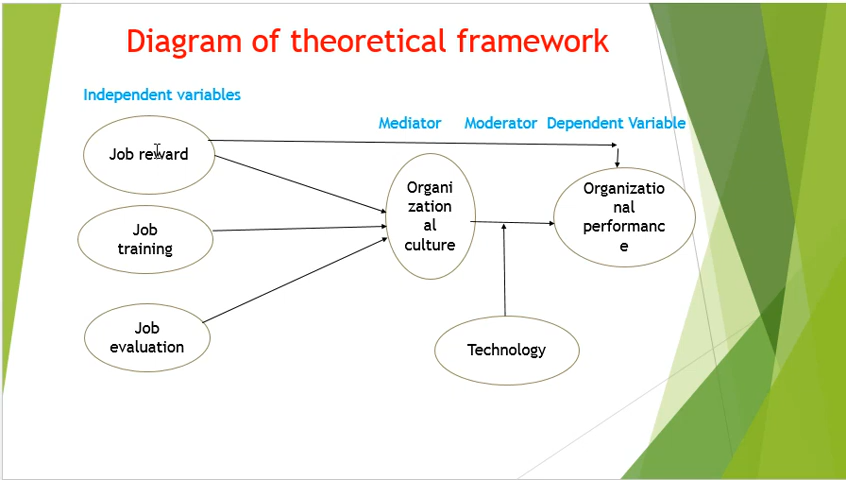 Diagram of theoretical framework
Independent variables
Mediator
Moderator
Dependent Variable
Job reward
Organi
zation
al
culture
Organizatio
nal
performanc
e
Job
training
Job
evaluation
Technology